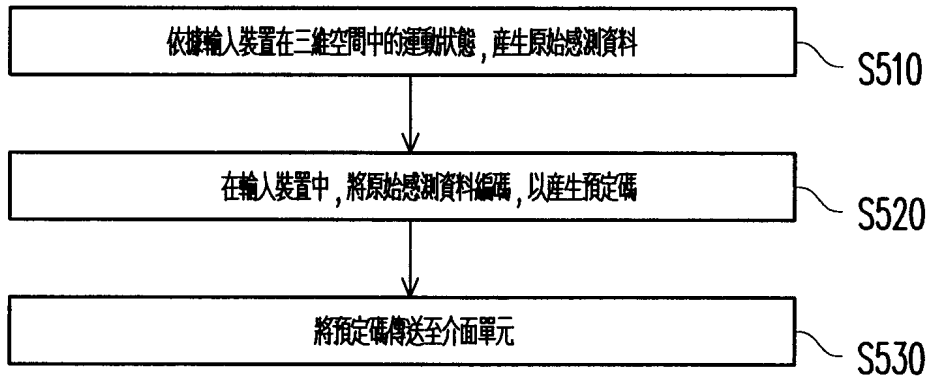 依據輸入裝置在三維空間中的運動狀態,產生原始感測資料
S510
在輸入裝置中,將原始感測資料編碼,以產生預定碼
S520
將預定碼傳送至介面單元
S530